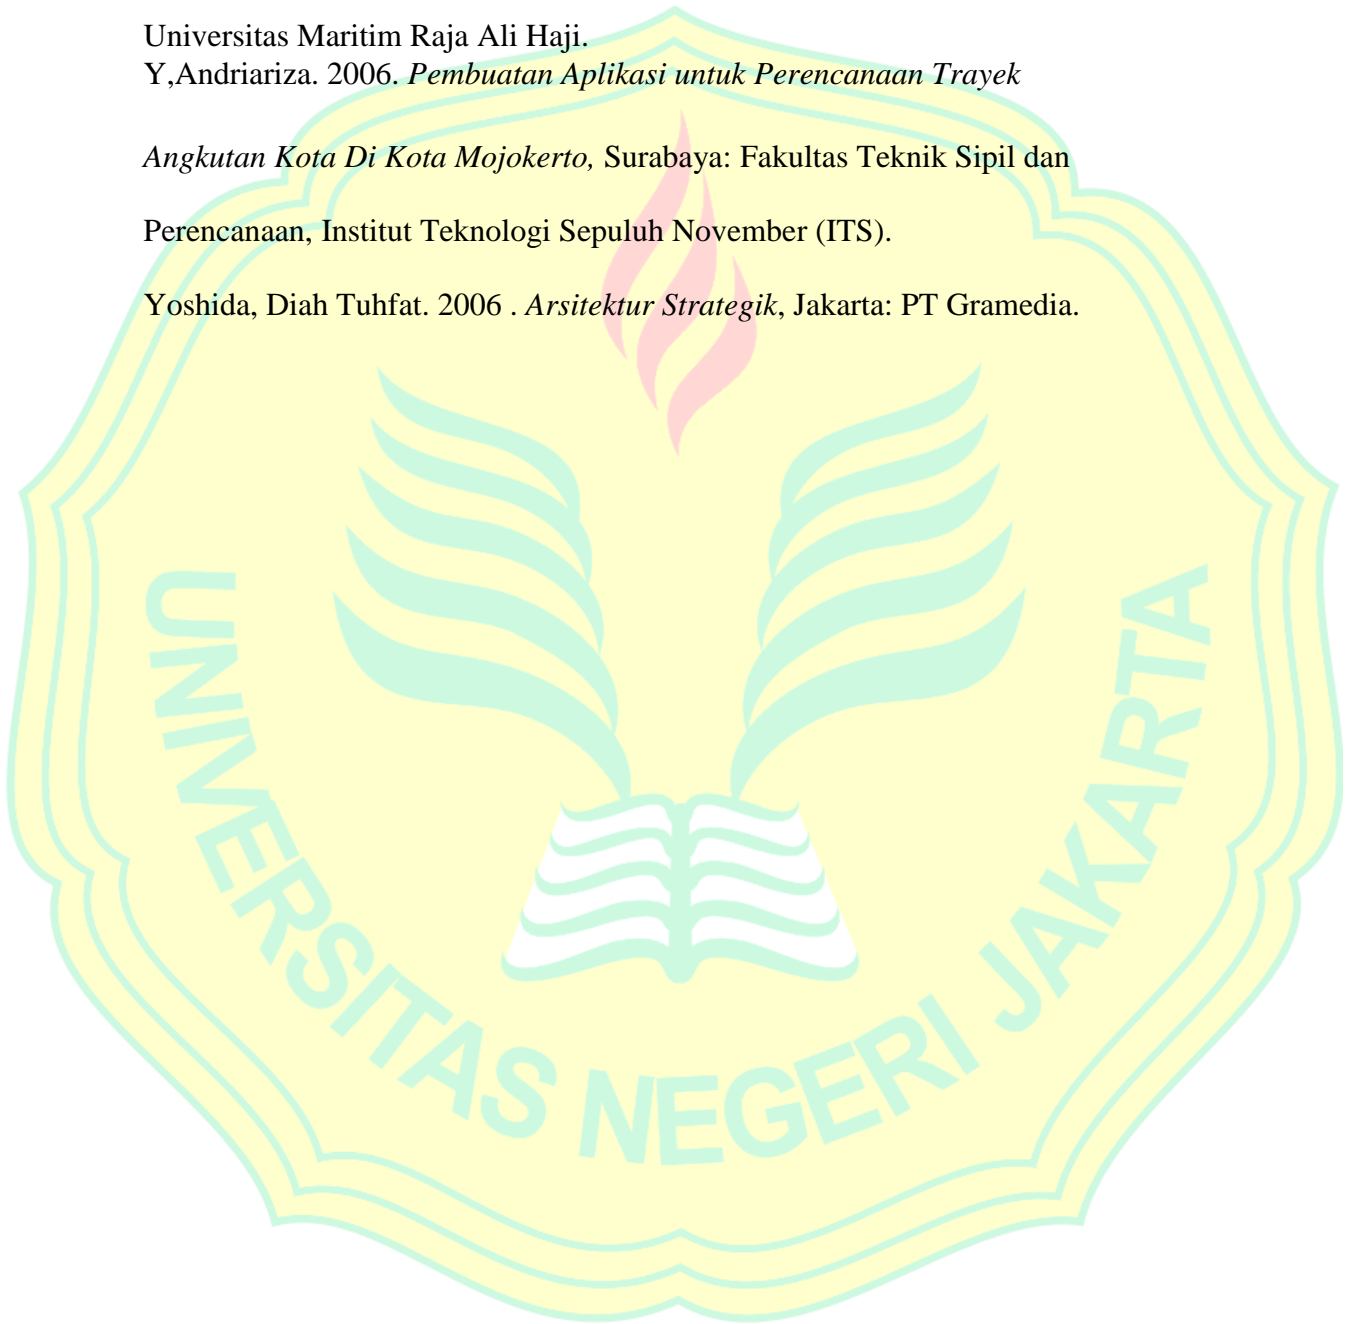 Universitas Maritim Raja Ali Haji.
Y,Andriariza. 2006. Pembuatan Aplikasi untuk Perencanaan Trayek
Angkutan Kota Di Kota Mojokerto, Surabaya: Fakultas Teknik Sipil dan
Perencanaan, Institut Teknologi Sepuluh November (ITS).
Yoshida, Diah Tuhfat. 2006 . Arsitektur Strategik, Jakarta: PT Gramedia.
UNIVERSITAS NEGERI JAKARTA